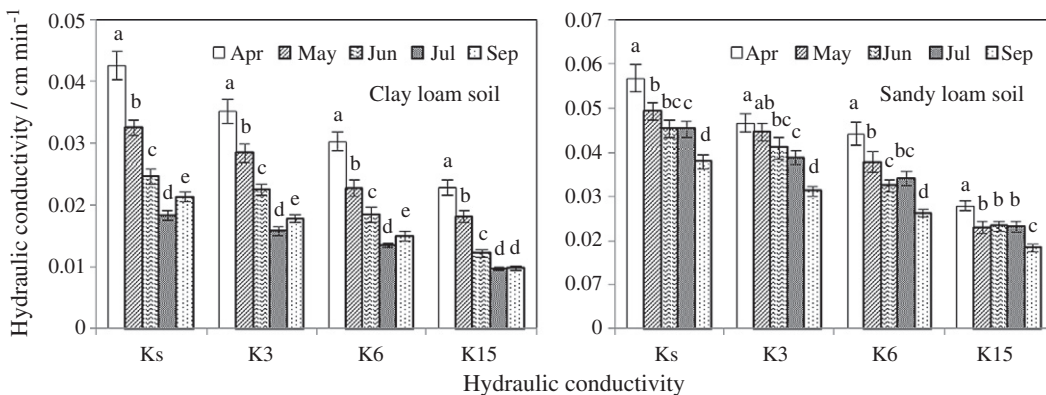 Hydraulic conductivity / cm min⁻¹
0.05
0.04
0.03
0.02
0.01
0
Apr May Jun Jul Sep
Clay loam soil
a
b
c
d
e
a
b
c
d
e
a
b
c
d
e
a
b
c
d d
Ks K3 K6 K15
0.07
0.06
0.05
0.04
0.03
0.02
0.07
0
Apr May Jun Jul Sep
Sandy loam soil
a
b
bc c
d
a ab
bc
c
d
a
b
c
bc
d
a
b b b
c
Ks K3 K6 K15
Hydraulic conductivity